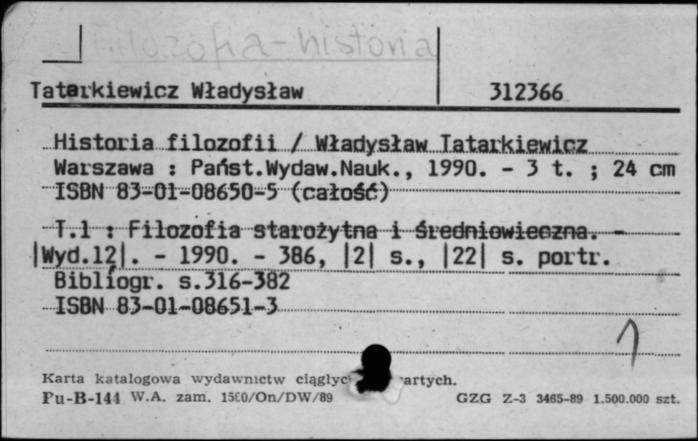 Filozofia-historia
Tatarkiewicz Władysław 312366
Historia filozofii / Władysław Tatarkiewicz
Warszawa : Państ.Wydaw.Nauk., 1990. - 3 t. ; 24 cm
ISBN 83-01-08650-5 (całość)
T.1 : Filozofia starożytna i średniowieczna. -
|Wyd.12|. - 1990. - 386, |2| s., |22| s. portr.
Bibliogr. s.316-382
ISBN 83-01-08651-3
1
Karta katalogowa wydawnictw artych.
Pu-B-144 W.A. zam. 1500/On/DW/89 GZG Z-3 3465-89 1.500.000 szt.